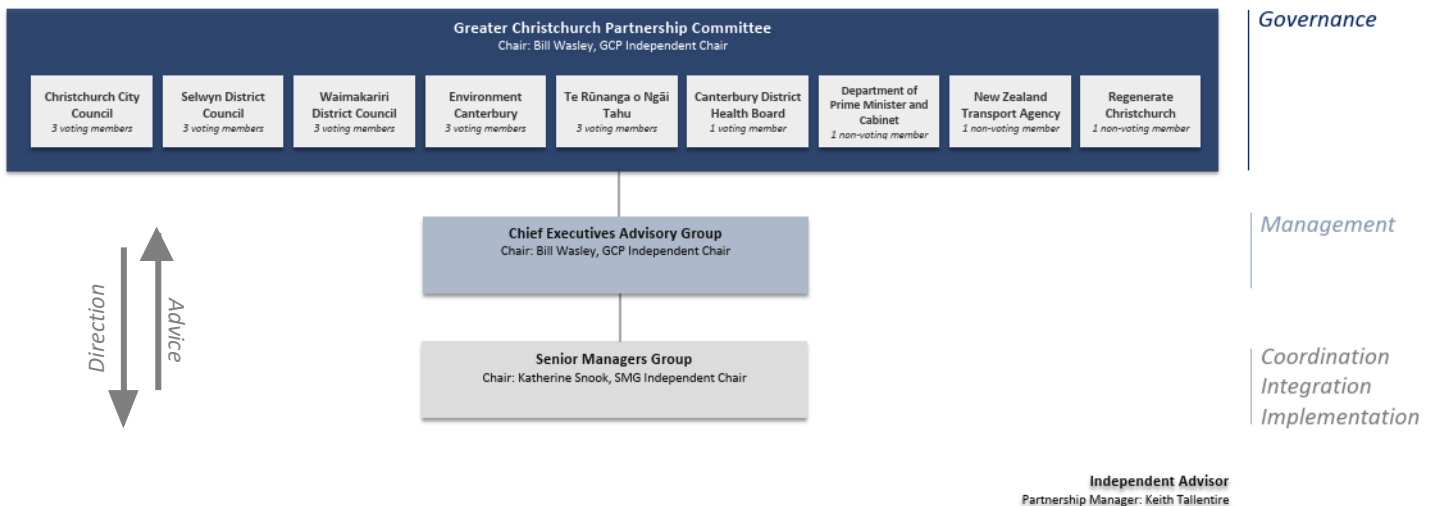 Greater Christchurch Partnership Committee
Chair: Bill Wasley, GCP Independent Chair
Governance
Christchurch City
Council
3 voting members
Selwyn District
Council
3 voting members
Waimakariri
District Council
3 voting members
Environment
Canterbury
3 voting members
Te Rūnanga o Ngāi
Tahu
3 voting members
Canterbury District
Health Board
1 voting member
Department of
Prime Minister and
Cabinet
1 non-voting member
New Zealand
Transport Agency
1 non-voting member
Regenerate
Christchurch
1 non-voting member
Chief Executives Advisory Group
Chair: Bill Wasley, GCP Independent Chair
Management
Direction
Advice
Senior Managers Group
Chair: Katherine Snook, SMG Independent Chair
Coordination
Integration
Implementation
Independent Advisor
Partnership Manager: Keith Tallentire